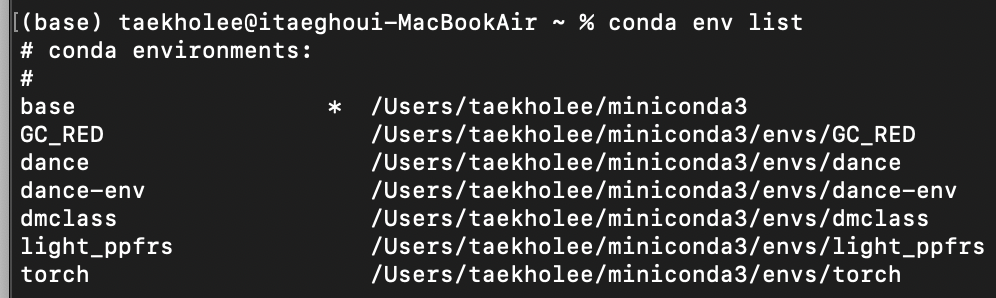 [(base) taekholee@itaeghoui-MacBookAir ~ % conda env list
# conda environments:
#
base                  *  /Users/taekholee/miniconda3
GC_RED                   /Users/taekholee/miniconda3/envs/GC_RED
dance                    /Users/taekholee/miniconda3/envs/dance
dance-env                /Users/taekholee/miniconda3/envs/dance-env
dmclass                  /Users/taekholee/miniconda3/envs/dmclass
light_ppfrs              /Users/taekholee/miniconda3/envs/light_ppfrs
torch                    /Users/taekholee/miniconda3/envs/torch